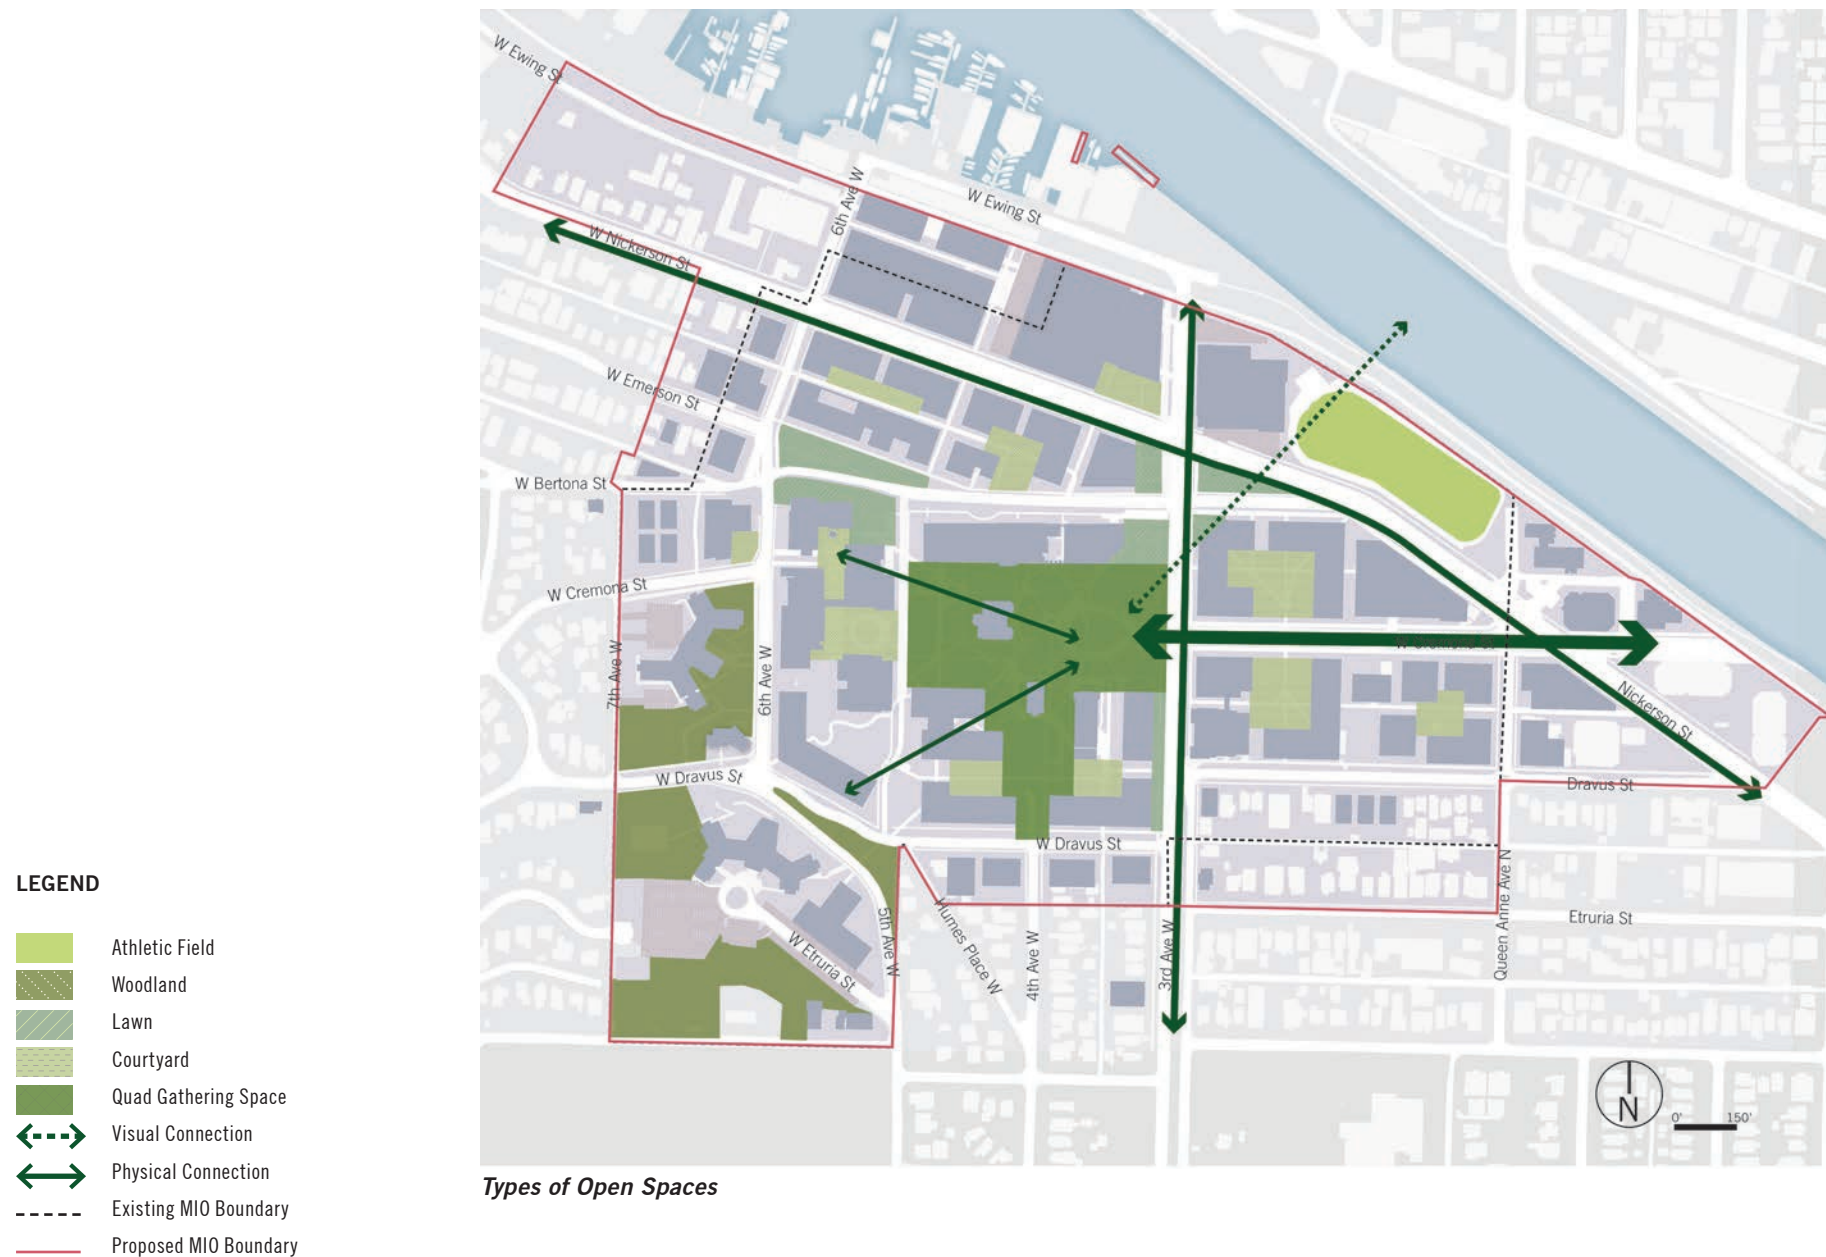 W Ewing St
W Ewing St
6th Ave W
W Nickerson St
W Emerson St
W Bertona St
W Cremona St
W Cremona St
7th Ave W
6th Ave W
Nickerson St
W Dravus St
Dravus St
W Dravus St
Queen Anne Ave N
Etruria St
5th Ave W
Humes Place W
4th Ave W
3rd Ave W
W Etruria St
N
0'
150'
LEGEND
Athletic Field
Woodland
Lawn
Courtyard
Quad Gathering Space
Visual Connection
Physical Connection
Existing MIO Boundary
Proposed MIO Boundary
Types of Open Spaces